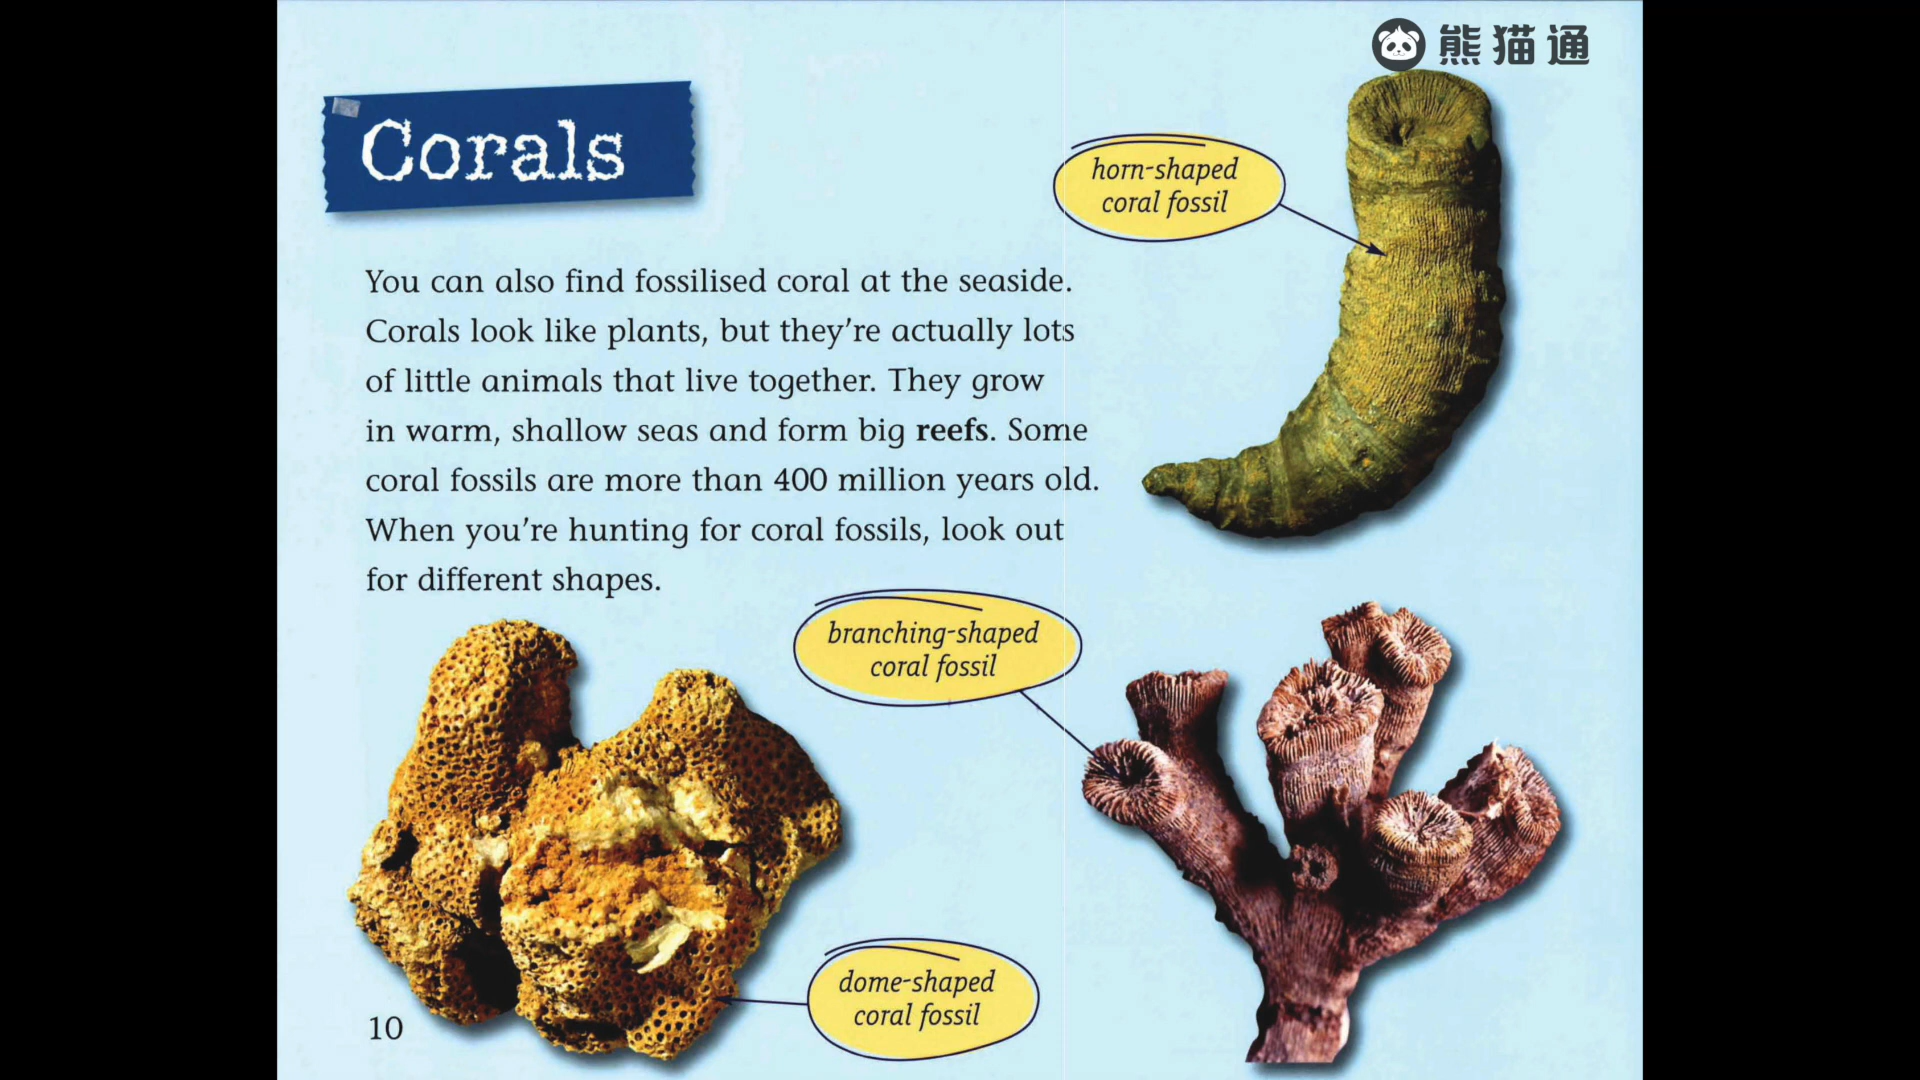 熊猫通
Corals
horn-shaped
coral fossil
You can also find fossilised coral at the seaside.
Corals look like plants, but they're actually lots
of little animals that live together. They grow
in warm, shallow seas and form big reefs. Some
coral fossils are more than 400 million years old.
When you're hunting for coral fossils, look out
for different shapes.
branching-shaped
coral fossil
dome-shaped
coral fossil
10